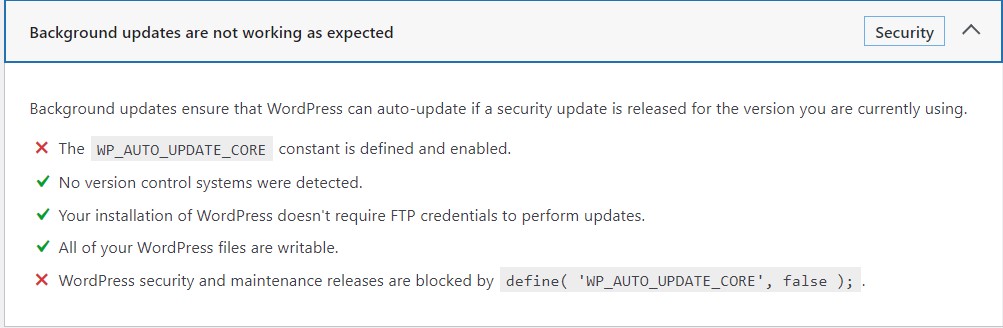 Background updates are not working as expected Security
Background updates ensure that WordPress can auto-update if a security update is released for the version you are currently using.
The WP_AUTO_UPDATE_CORE constant is defined and enabled.
No version control systems were detected.
Your installation of WordPress doesn't require FTP credentials to perform updates.
All of your WordPress files are writable.
WordPress security and maintenance releases are blocked by define( 'WP_AUTO_UPDATE_CORE', false );.